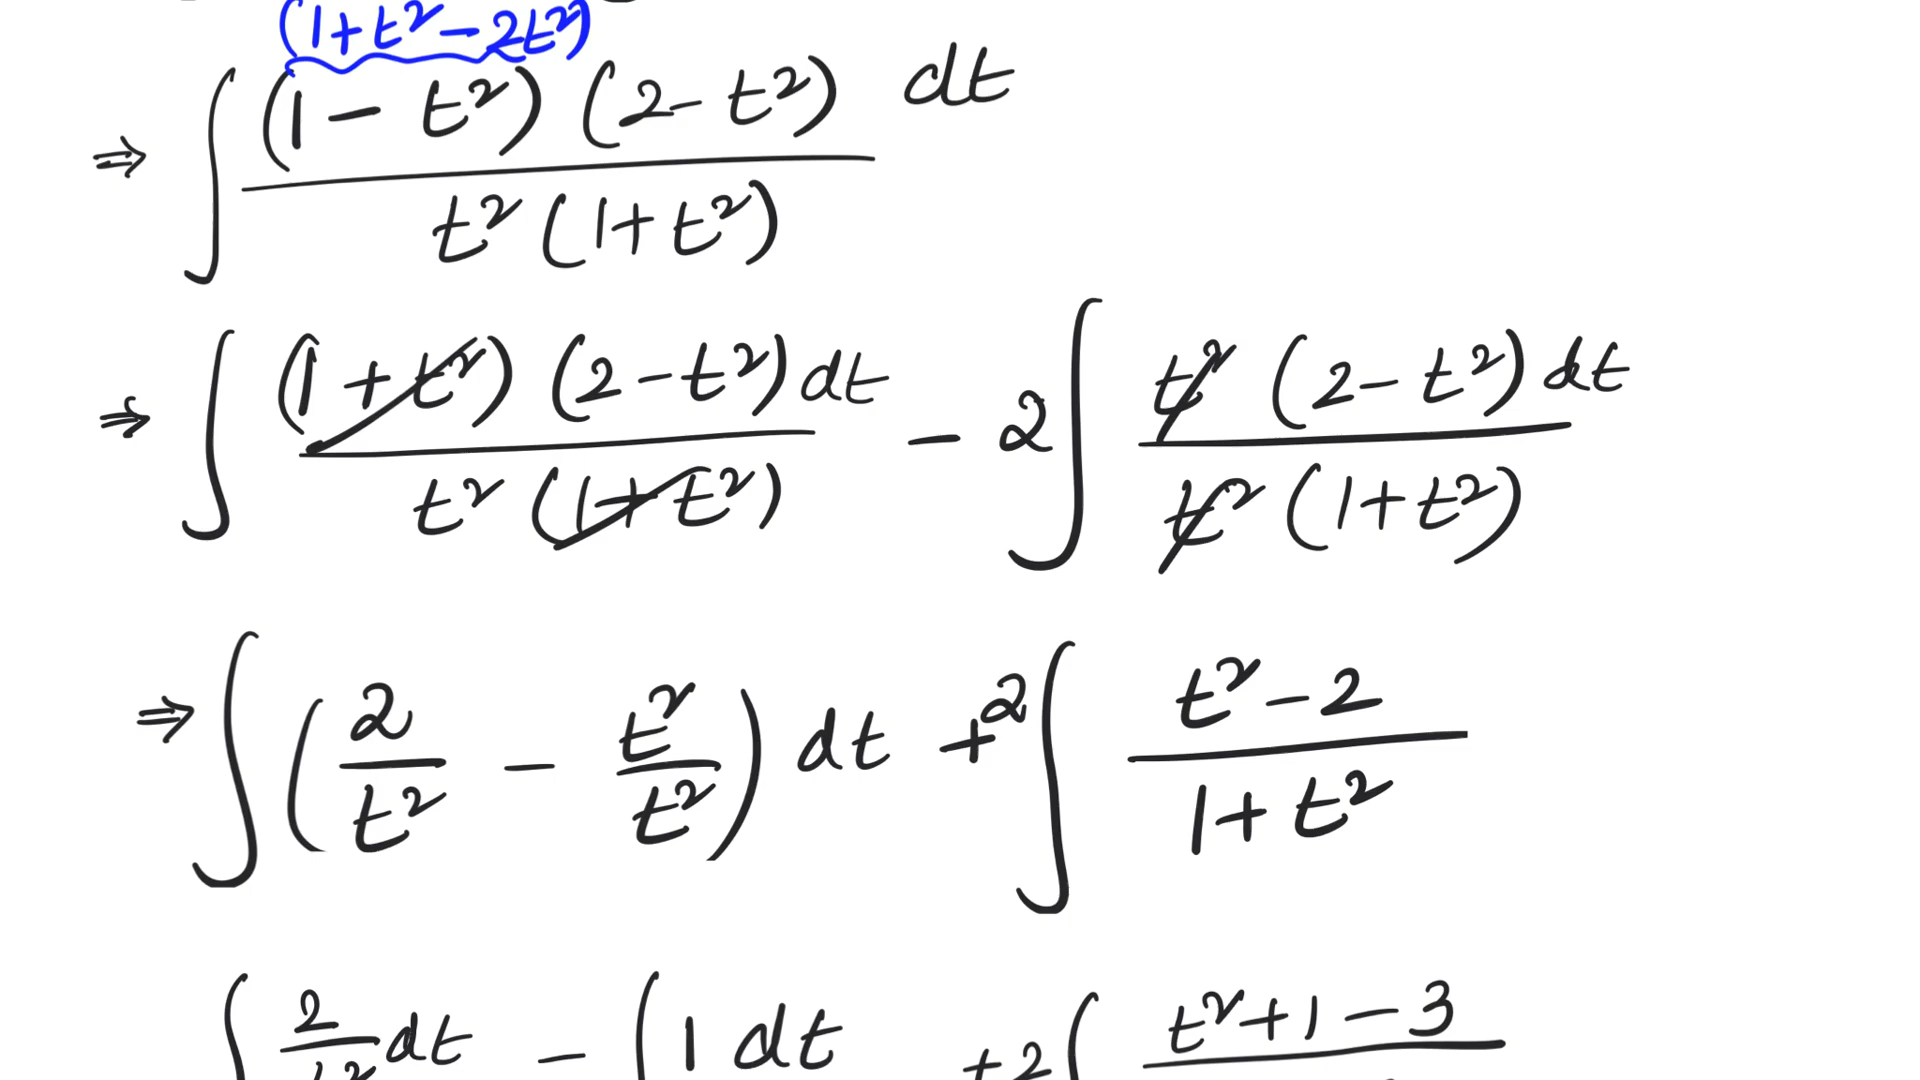 (1+t²-2t²)
⇒ ∫ (1 - t²) (2 - t²) / t² (1+t²) dt
⇒ ∫ (1+t²) (2-t²) dt / t² (1+t²) - 2 ∫ t² (2-t²) dt / t² (1+t²)
⇒ ∫ (2/t² - t²/t²) dt + 2 ∫ t²-2 / 1+t²
∫ 2/t² dt - ∫ 1 dt + 2 ∫ t²+1-3